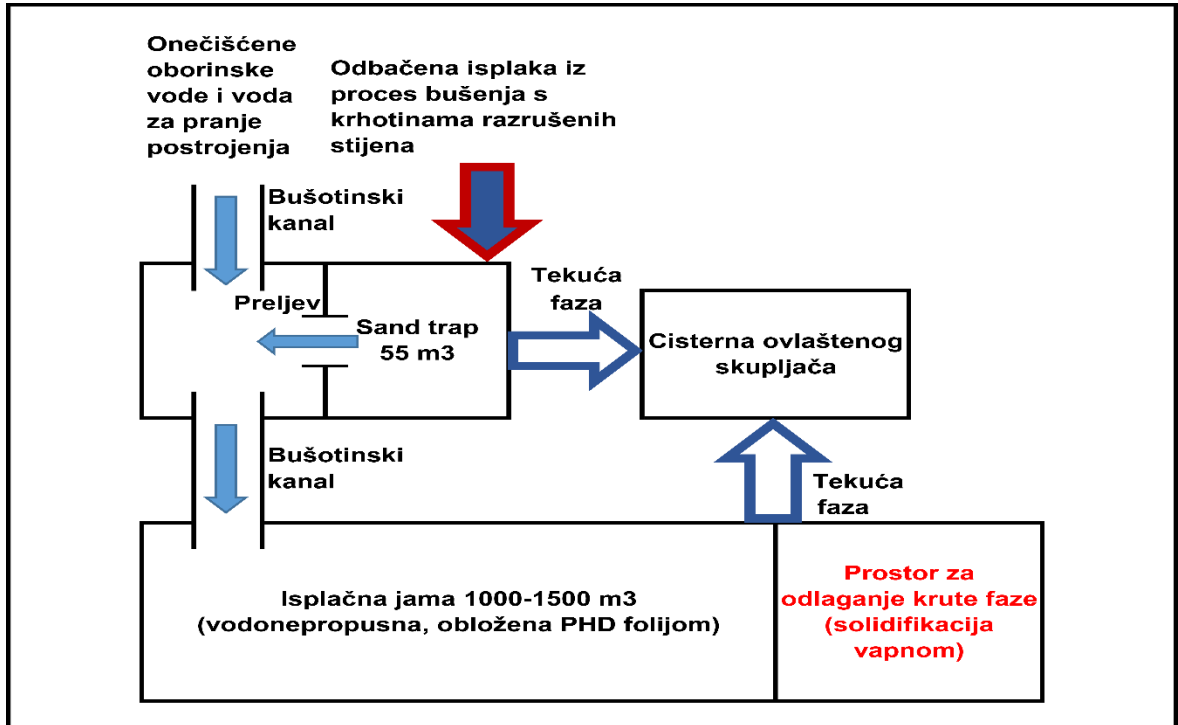 Onečišćene
oborinske
vode i voda
za pranje
postrojenja
Odbačena isplaka iz
proces bušenja s
krhotinama razrušenih
stijena
Bušotinski
kanal
Preljev
Sand trap
55 m3
Tekuća
faza
Cisterna ovlaštenog
skupljača
Bušotinski
kanal
Tekuća
faza
Isplačna jama 1000-1500 m3
(vodonepropusna, obložena PHD folijom)
Prostor za
odlaganje krute faze
(solidifikacija
vapnom)